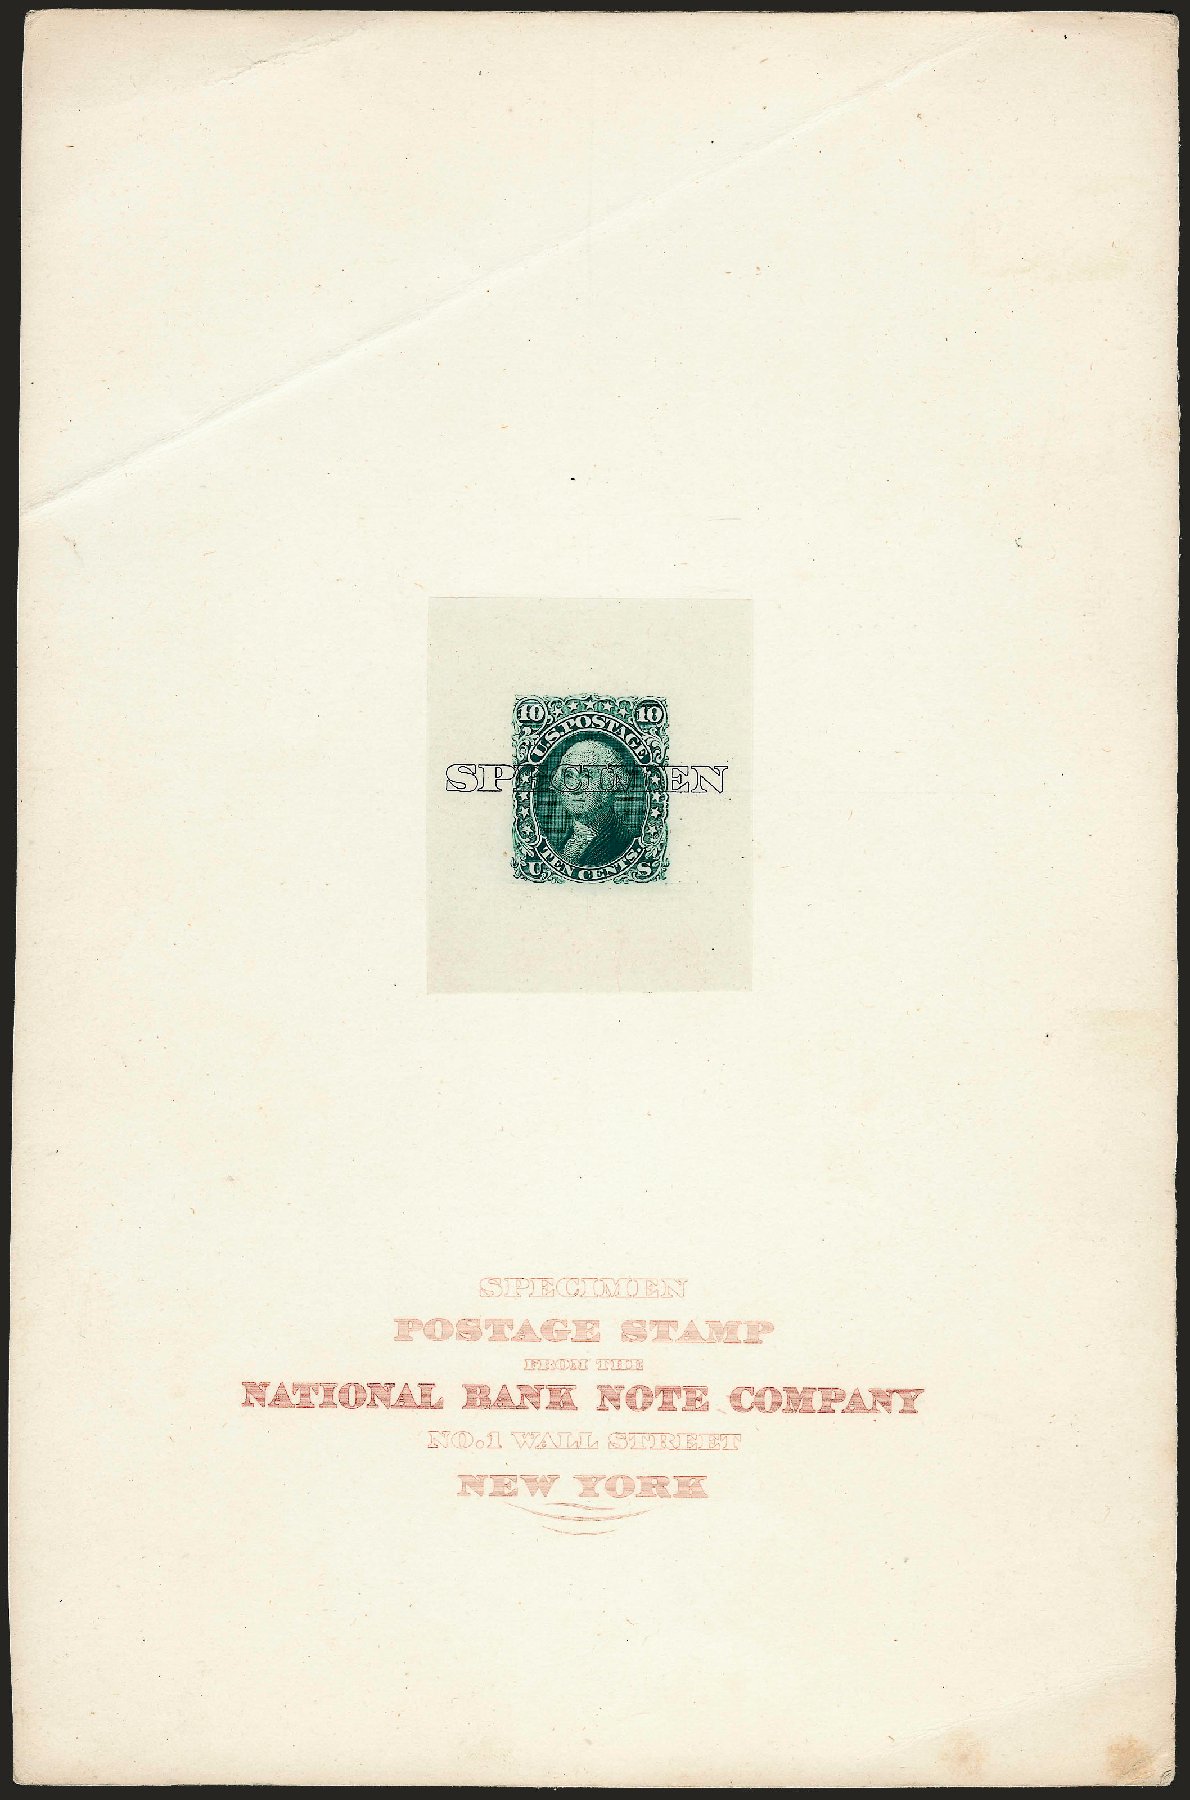 10 10
U.S. POSTAGE
SPECIMEN
TEN CENTS.
U S
SPECIMEN
POSTAGE STAMP
FROM THE
NATIONAL BANK NOTE COMPANY
NO.1 WALL STREET
NEW YORK